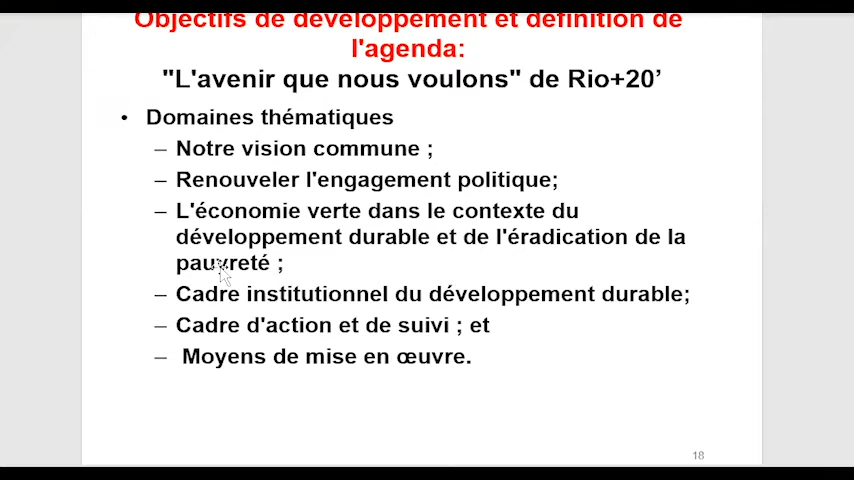 Objectifs de développement et définition de
l'agenda:
"L'avenir que nous voulons" de Rio+20’
• Domaines thématiques
– Notre vision commune ;
– Renouveler l'engagement politique;
– L'économie verte dans le contexte du
développement durable et de l'éradication de la
pauvreté ;
– Cadre institutionnel du développement durable;
– Cadre d'action et de suivi ; et
– Moyens de mise en œuvre.
18